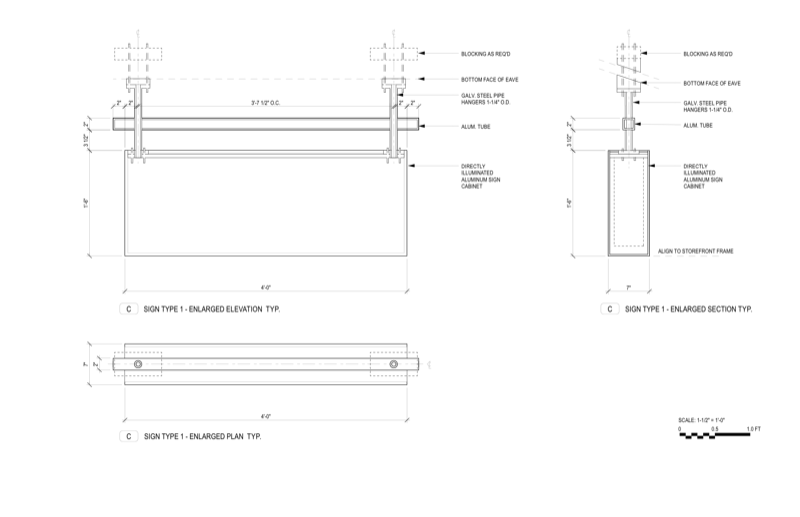 BLOCKING AS REQ'D
BOTTOM FACE OF EAVE
GALV. STEEL PIPE
HANGERS 1-1/4" O.D.
ALUM. TUBE
DIRECTLY
ILLUMINATED
ALUMINUM SIGN
CABINET
2"
2"
3'-7 1/2" O.C.
2"
2"
2"
3 1/2"
1'-6"
4'-0"
C SIGN TYPE 1 - ENLARGED ELEVATION TYP.
BLOCKING AS REQ'D
BOTTOM FACE OF EAVE
GALV. STEEL PIPE
HANGERS 1-1/4" O.D.
ALUM. TUBE
DIRECTLY
ILLUMINATED
ALUMINUM SIGN
CABINET
2"
3 1/2"
1'-6"
ALIGN TO STOREFRONT FRAME
7"
C SIGN TYPE 1 - ENLARGED SECTION TYP.
7"
2"
4'-0"
C SIGN TYPE 1 - ENLARGED PLAN TYP.
SCALE: 1-1/2" = 1'-0"
0 0.5 1.0 FT